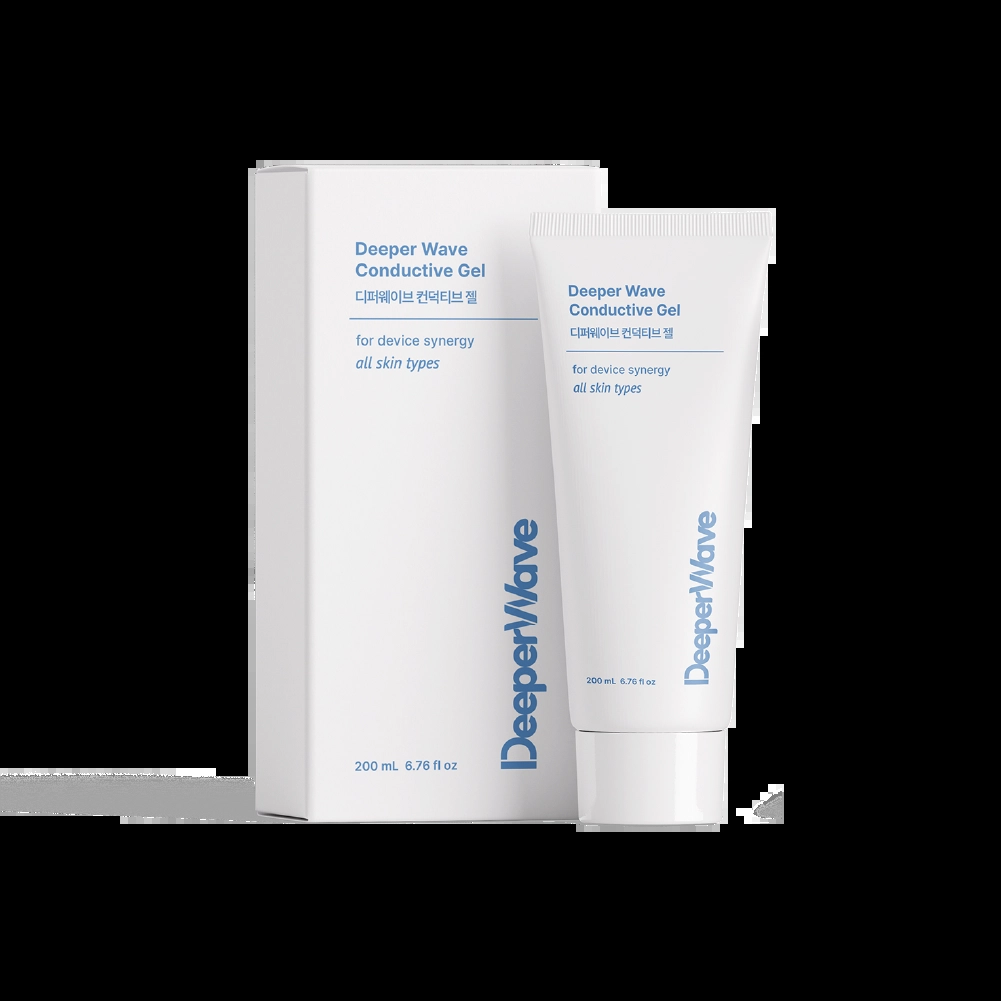 Deeper Wave
Conductive Gel
디퍼웨이브 컨덕티브 젤
for device synergy
all skin types
DeeperWave
200 mL 6.76 fl oz
Deeper Wave
Conductive Gel
디퍼웨이브 컨덕티브 젤
for device synergy
all skin types
DeeperWave
200 mL 6.76 fl oz